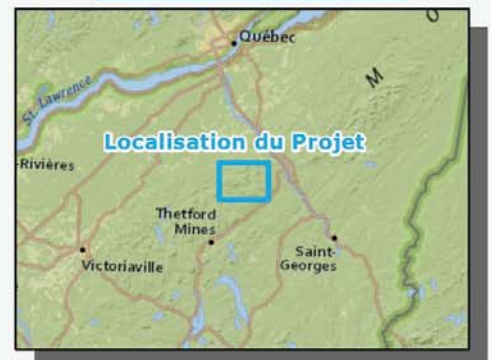 Québec
O
M
St. Lawrence
Localisation du Projet
-Rivières
Thetford
Mines
Saint-
Georges
Victoriaville